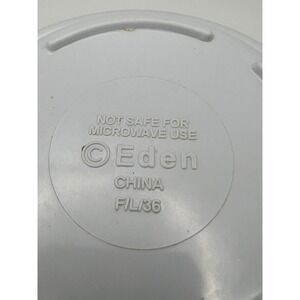 NOT SAFE FOR
MICROWAVE USE
©Eden
CHINA
F/L/36